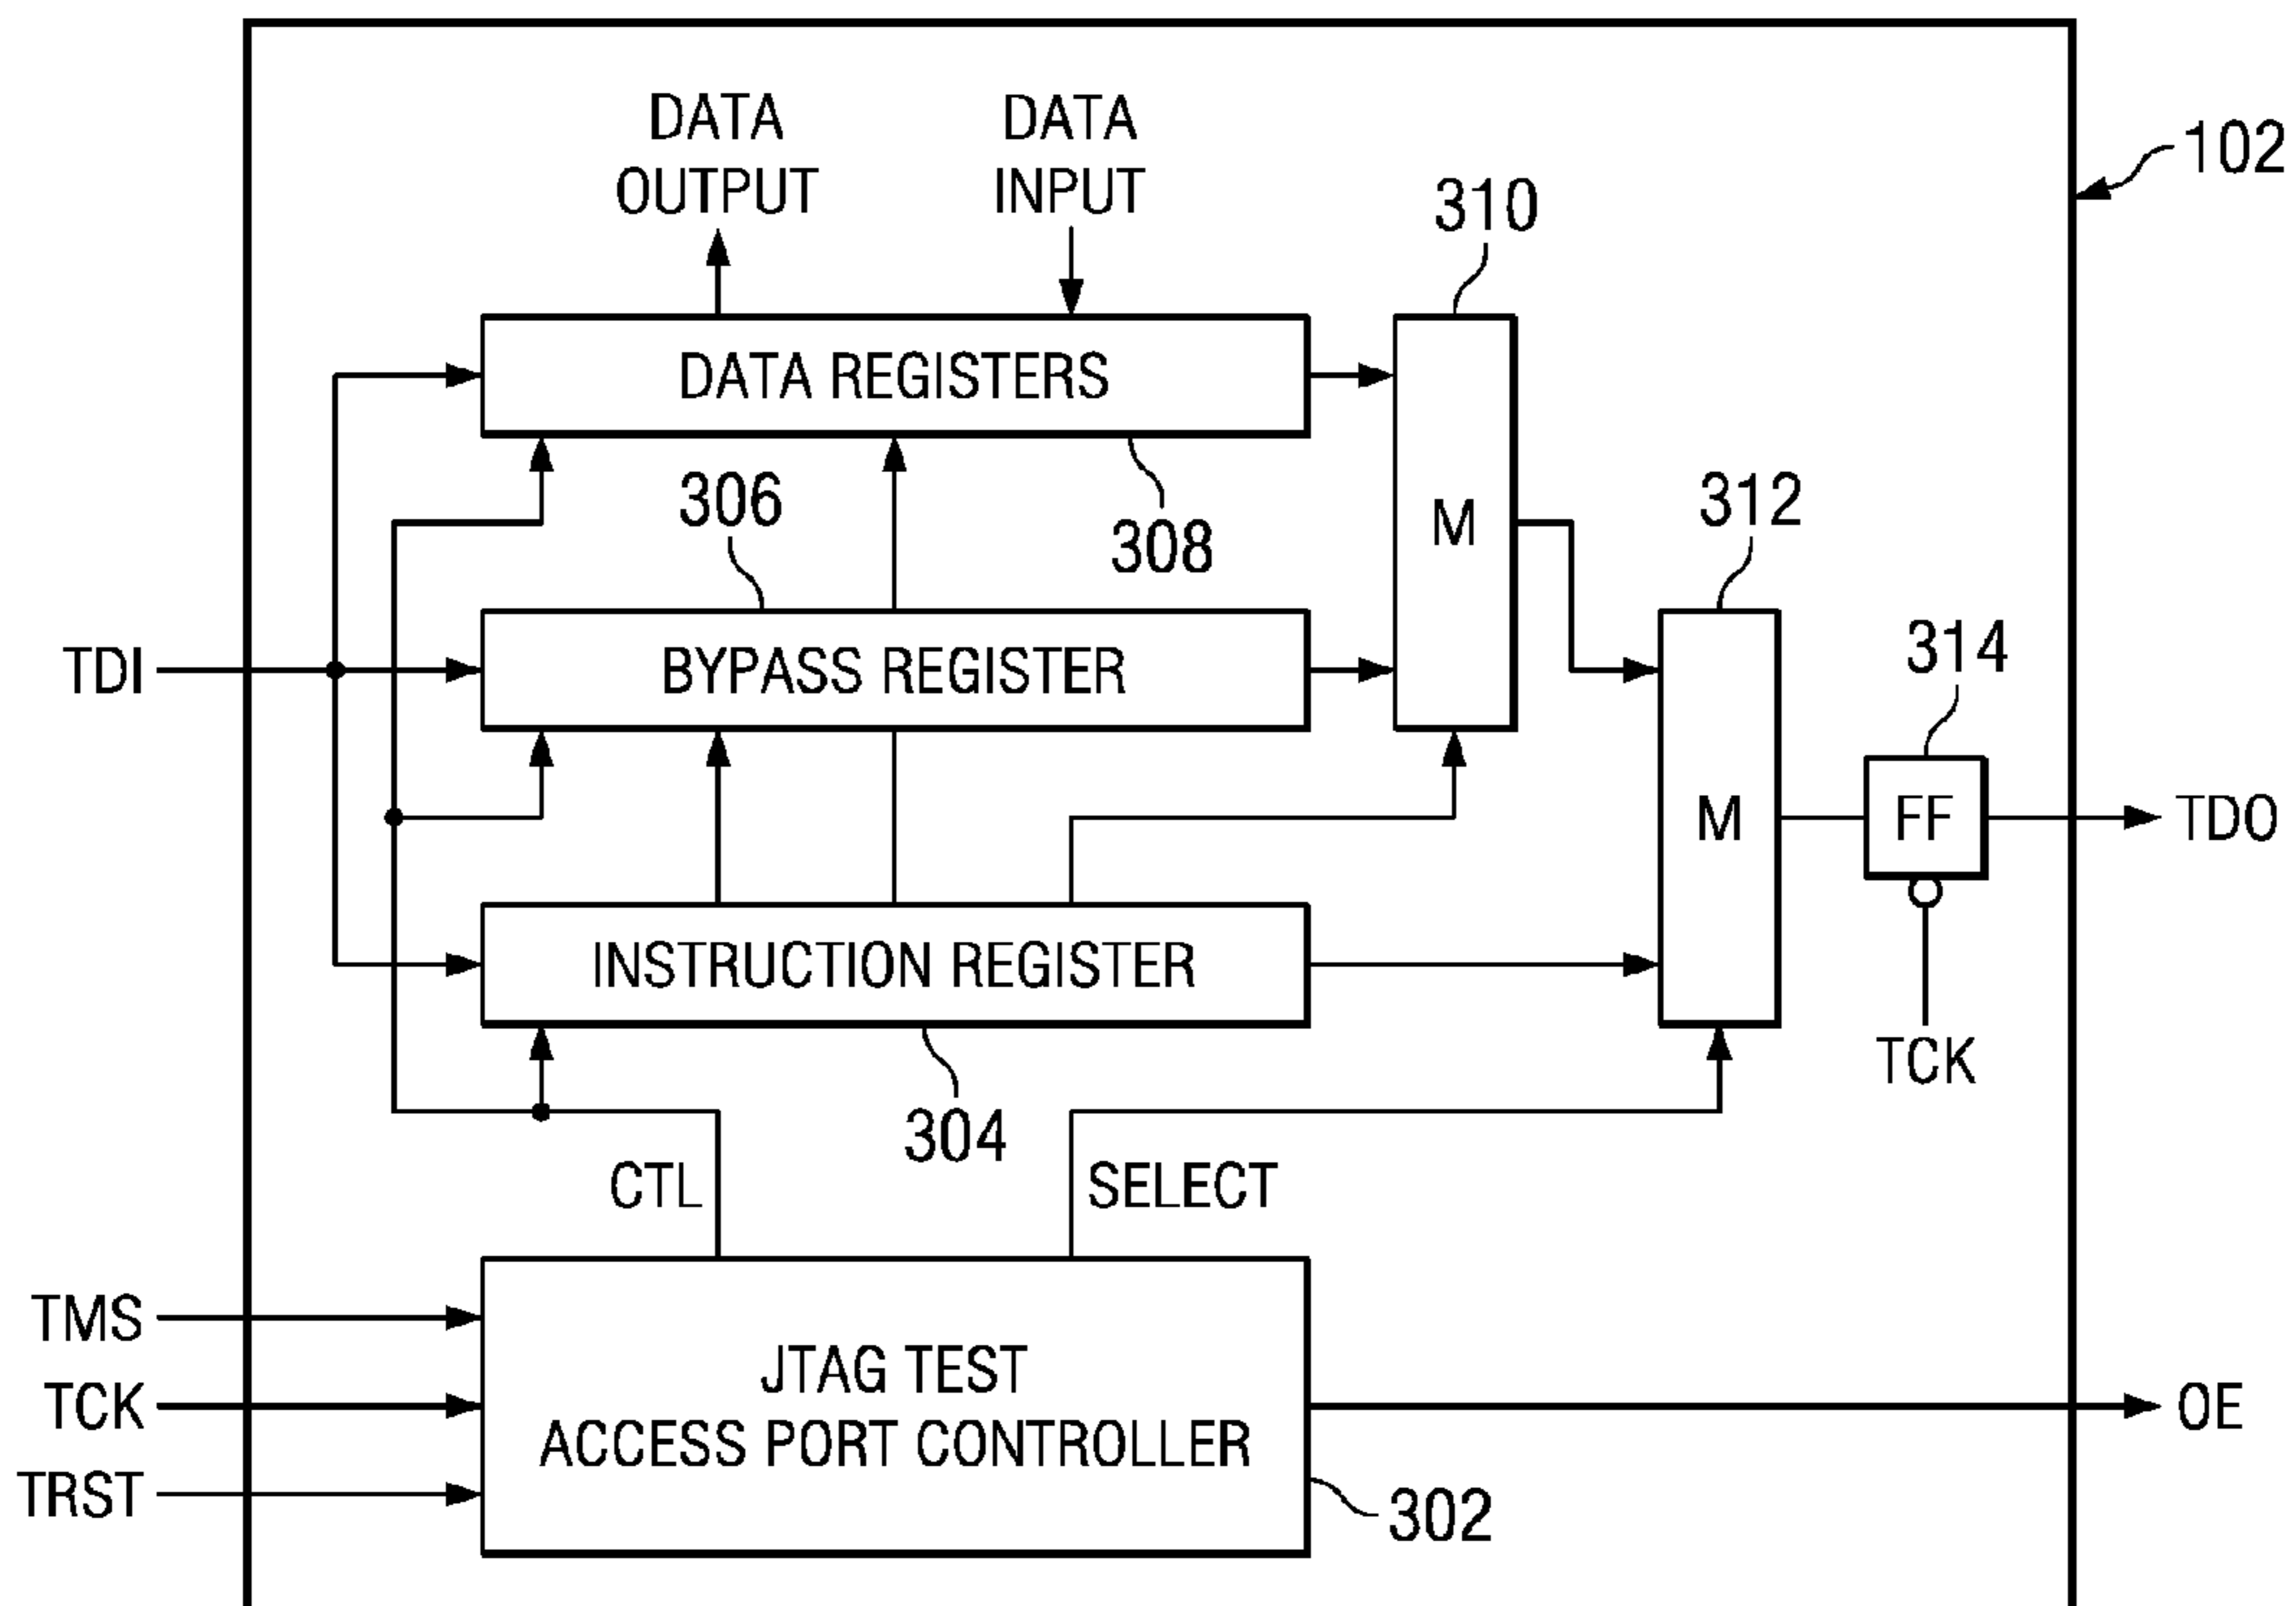 DATA
OUTPUT
DATA
INPUT
102
310
DATA REGISTERS
306
308
312
M
314
TDI
BYPASS REGISTER
M
FF
TDO
INSTRUCTION REGISTER
TCK
304
CTL
SELECT
TMS
TCK
TRST
JTAG TEST
ACCESS PORT CONTROLLER
OE
302